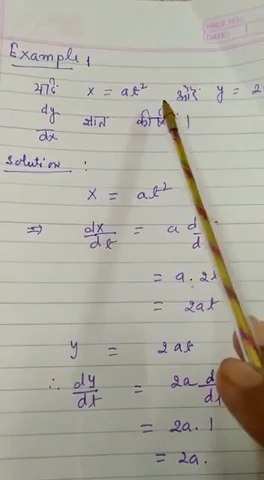 Example 1
यदि x = at² और y = 2
dy/dx ज्ञात
Solution :
x = at²
⇒ dx/dt = a d/d
= a. 2t
= 2at
y = 2at
∴ dy/dt = 2a d/dt
= 2a. 1
= 2a.